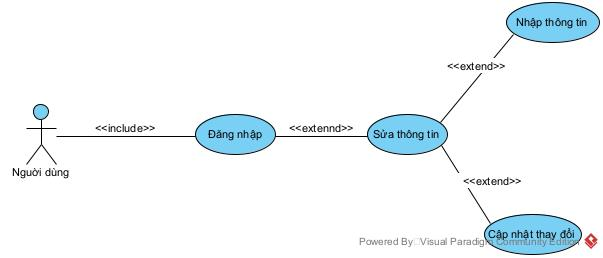 Nhập thông tin
<<extend>>
<<include>>
Đăng nhập
<<extennd>>
Sửa thông tin
Người dùng
<<extend>>
Cập nhật thay đổi
Powered By Visual Paradigm Community Edition